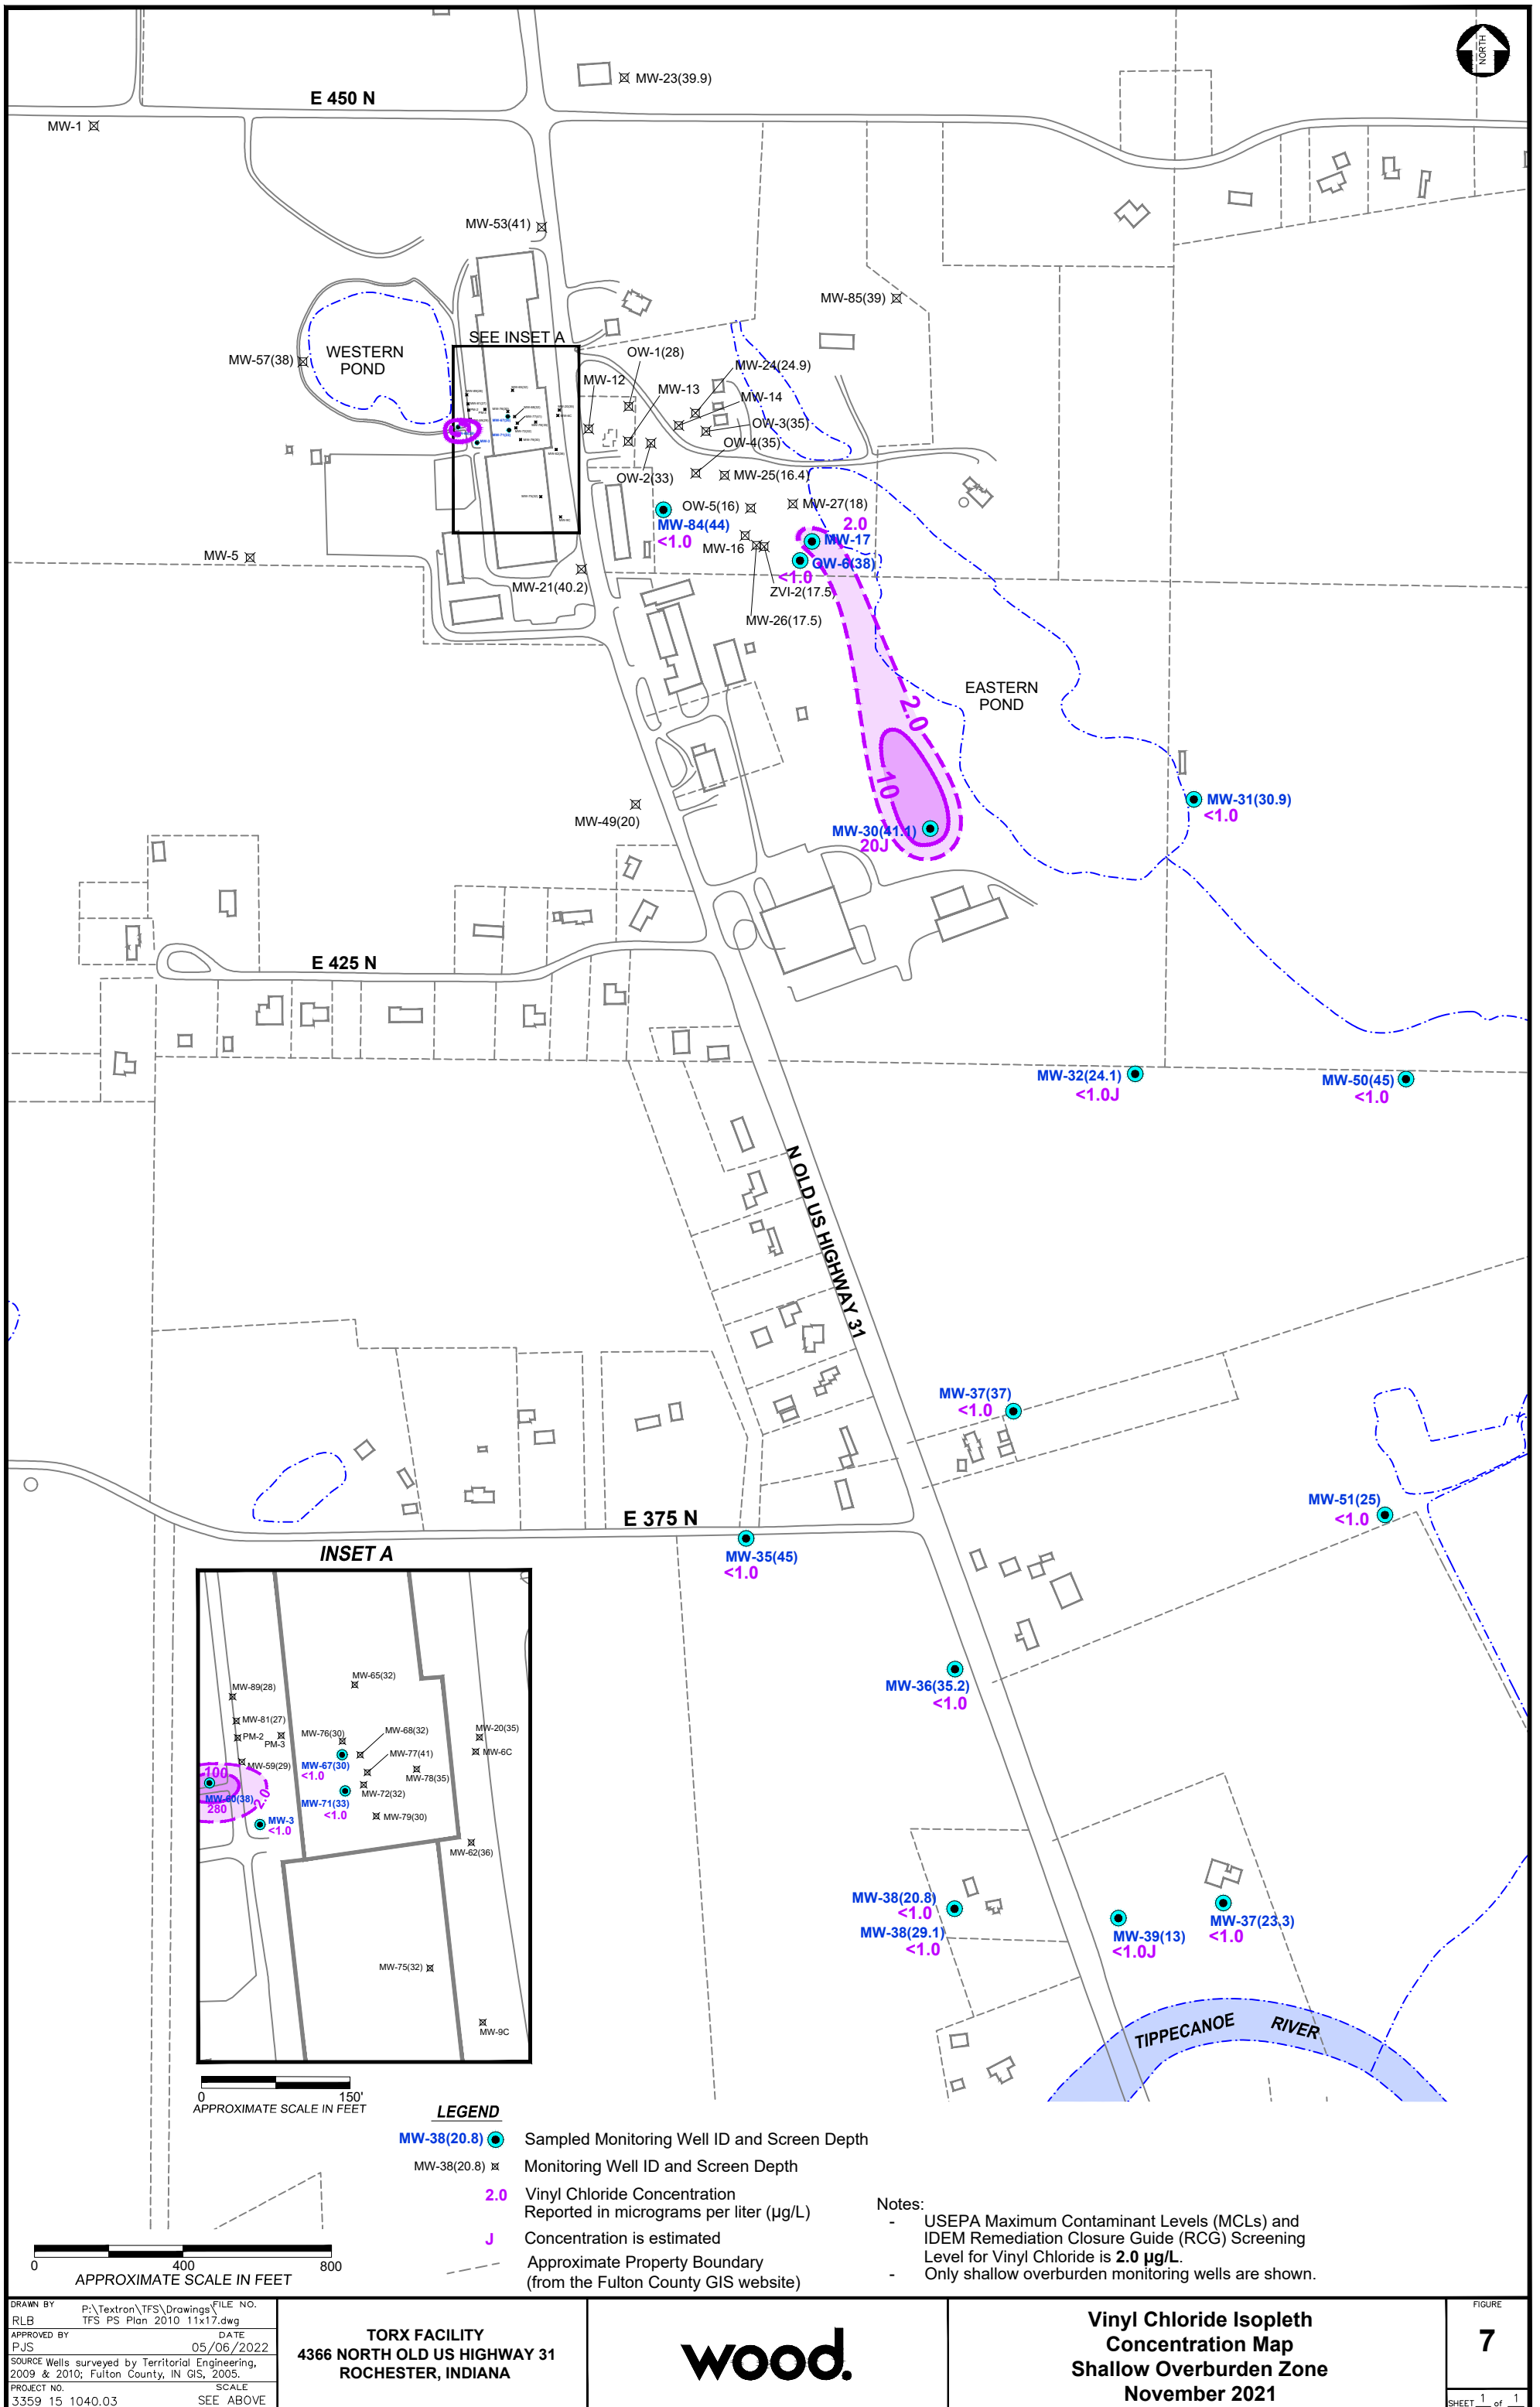 NORTH
E 450 N
MW-23(39.9)
MW-1
MW-53(41)
MW-85(39)
SEE INSET A
MW-57(38)
WESTERN
POND
OW-1(28)
MW-24(24.9)
MW-12
MW-13
MW-14
OW-3(35)
OW-4(35)
OW-2(33)
MW-25(16.4)
OW-5(16)
MW-27(18)
MW-84(44)
<1.0
2.0
MW-17
MW-16
OW-6(38)
<1.0
ZVI-2(17.5)
MW-26(17.5)
MW-5
MW-21(40.2)
EASTERN
POND
2.0
10
MW-31(30.9)
<1.0
MW-49(20)
MW-30(41.1)
20J
E 425 N
MW-32(24.1)
<1.0J
MW-50(45)
<1.0
N OLD US HIGHWAY 31
MW-37(37)
<1.0
MW-51(25)
<1.0
E 375 N
MW-35(45)
<1.0
MW-36(35.2)
<1.0
MW-38(20.8)
<1.0
MW-38(29.1)
<1.0
MW-39(13)
<1.0J
MW-37(23.3)
<1.0
TIPPECANOE RIVER
INSET A
MW-65(32)
MW-89(28)
MW-81(27)
PM-2
PM-3
MW-76(30)
MW-68(32)
MW-20(35)
MW-6C
MW-77(41)
MW-59(29)
MW-67(30)
<1.0
MW-78(35)
MW-72(32)
100
MW-60(38)
280
2.0
MW-71(33)
<1.0
MW-79(30)
MW-3
<1.0
MW-62(36)
MW-75(32)
MW-9C
0 150'
APPROXIMATE SCALE IN FEET
LEGEND
MW-38(20.8) Sampled Monitoring Well ID and Screen Depth
MW-38(20.8) Monitoring Well ID and Screen Depth
2.0 Vinyl Chloride Concentration
Reported in micrograms per liter (µg/L)
J Concentration is estimated
Approximate Property Boundary
(from the Fulton County GIS website)
Notes:
- USEPA Maximum Contaminant Levels (MCLs) and
IDEM Remediation Closure Guide (RCG) Screening
Level for Vinyl Chloride is 2.0 µg/L.
- Only shallow overburden monitoring wells are shown.
0 400 800
APPROXIMATE SCALE IN FEET
DRAWN BY
RLB
P:\Textron\TFS\Drawings\ FILE NO.
TFS PS Plan 2010 11x17.dwg
APPROVED BY
PJS
DATE
05/06/2022
SOURCE Wells surveyed by Territorial Engineering,
2009 & 2010; Fulton County, IN GIS, 2005.
PROJECT NO.
3359 15 1040.03
SCALE
SEE ABOVE
TORX FACILITY
4366 NORTH OLD US HIGHWAY 31
ROCHESTER, INDIANA
wood.
Vinyl Chloride Isopleth
Concentration Map
Shallow Overburden Zone
November 2021
FIGURE
7
SHEET 1 of 1